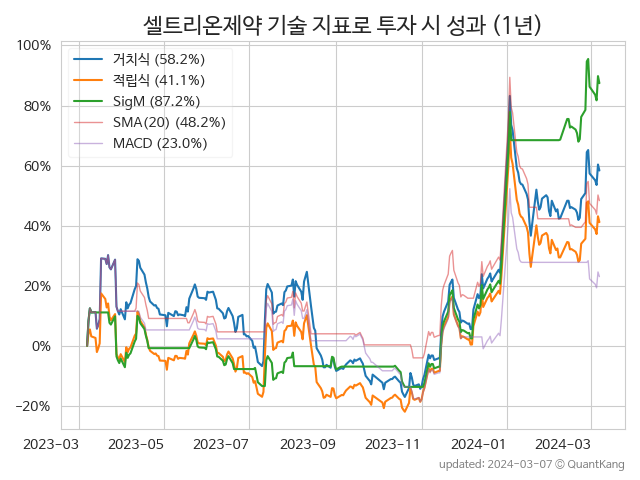 셀트리온제약 기술 지표로 투자 시 성과 (1년)
100%
80%
60%
40%
20%
0%
−20%
거치식 (58.2%)
적립식 (41.1%)
SigM (87.2%)
SMA(20) (48.2%)
MACD (23.0%)
2023-03 2023-05 2023-07 2023-09 2023-11 2024-01 2024-03
updated: 2024-03-07 © QuantKang